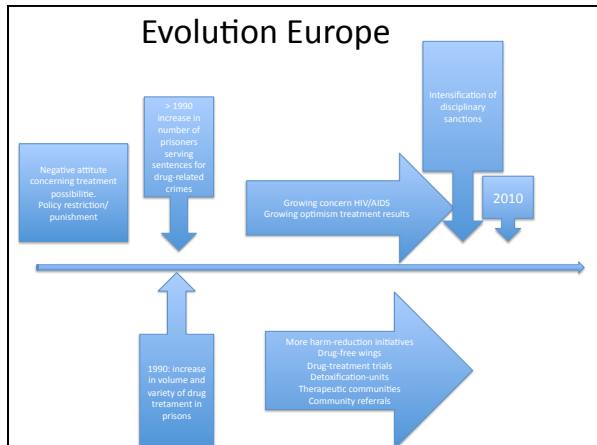 Evolution Europe
Negative attitute
concerning treatment
possibilitie.
Policy restriction/
punishment
> 1990
increase in
number of
prisoners
serving
sentences for
drug-related
crimes
Growing concern HIV/AIDS
Growing optimism treatment results
Intensification of
disciplinary
sanctions
2010
1990: increase
in volume and
variety of drug
tretament in
prisons
More harm-reduction initiatives
Drug-free wings
Drug-treatment trials
Detoxification-units
Therapeutic communities
Community referrals